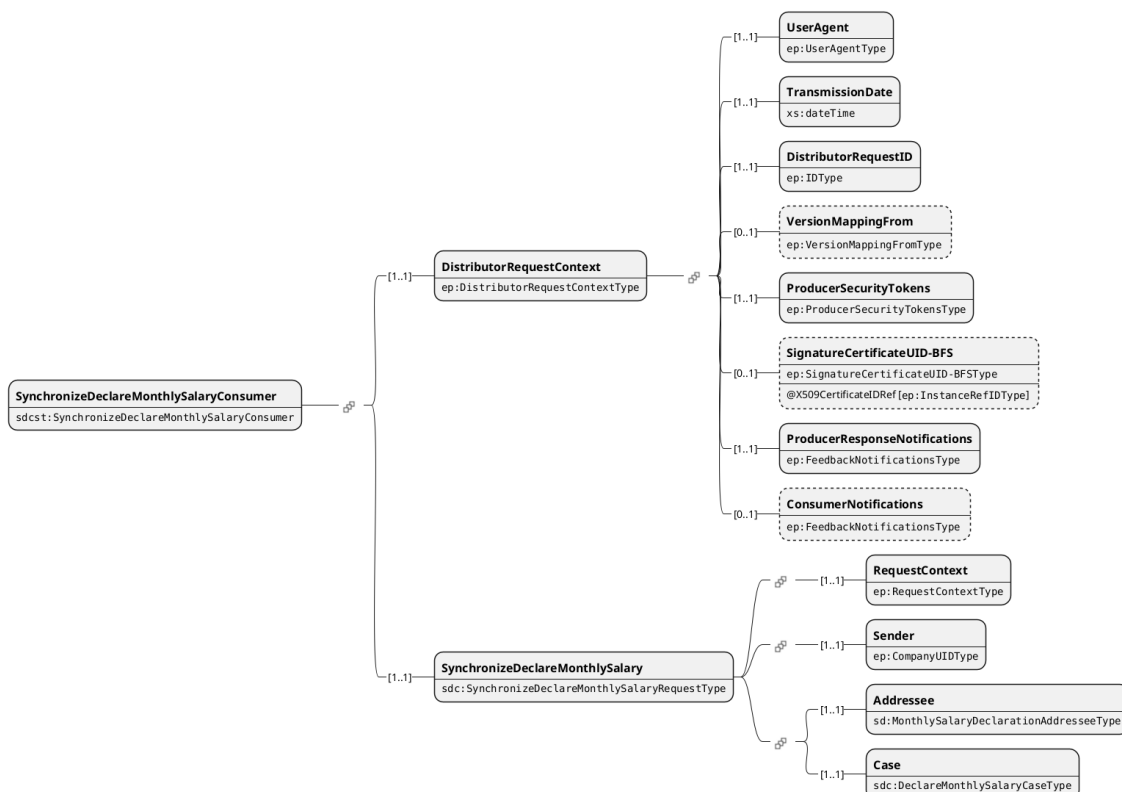 [1..1]
UserAgent
ep:UserAgentType
[1..1]
TransmissionDate
xs:dateTime
[1..1]
DistributorRequestID
ep:IDType
[0..1]
VersionMappingFrom
ep:VersionMappingFromType
[1..1]
DistributorRequestContext
ep:DistributorRequestContextType
[1..1]
ProducerSecurityTokens
ep:ProducerSecurityTokensType
[0..1]
SignatureCertificateUID-BFS
ep:SignatureCertificateUID-BFSType
@X509CertificateIDRef [ep:InstanceRefIDType]
SynchronizeDeclareMonthlySalaryConsumer
sdcst:SynchronizeDeclareMonthlySalaryConsumer
[1..1]
ProducerResponseNotifications
ep:FeedbackNotificationsType
[0..1]
ConsumerNotifications
ep:FeedbackNotificationsType
[1..1]
SynchronizeDeclareMonthlySalary
sdc:SynchronizeDeclareMonthlySalaryRequestType
[1..1]
RequestContext
ep:RequestContextType
[1..1]
Sender
ep:CompanyUIDType
[1..1]
Addressee
sd:MonthlySalaryDeclarationAddresseeType
[1..1]
Case
sdc:DeclareMonthlySalaryCaseType